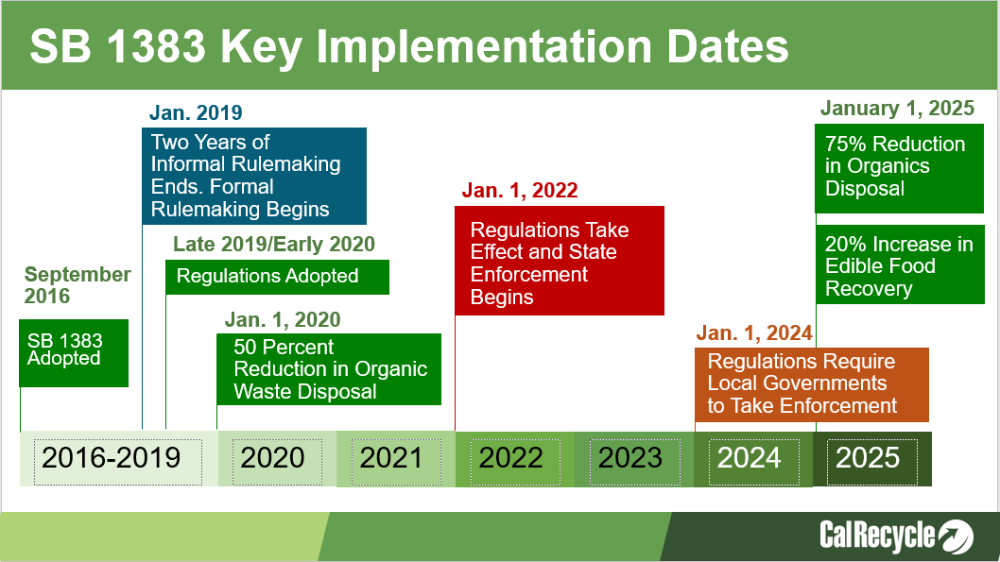 SB 1383 Key Implementation Dates
September
2016
SB 1383
Adopted
Jan. 2019
Two Years of
Informal Rulemaking
Ends. Formal
Rulemaking Begins
Late 2019/Early 2020
Regulations Adopted
Jan. 1, 2020
50 Percent
Reduction in Organic
Waste Disposal
Jan. 1, 2022
Regulations Take
Effect and State
Enforcement
Begins
Jan. 1, 2024
Regulations Require
Local Governments
to Take Enforcement
January 1, 2025
75% Reduction
in Organics
Disposal
20% Increase in
Edible Food
Recovery
2016-2019
2020
2021
2022
2023
2024
2025
CalRecycle